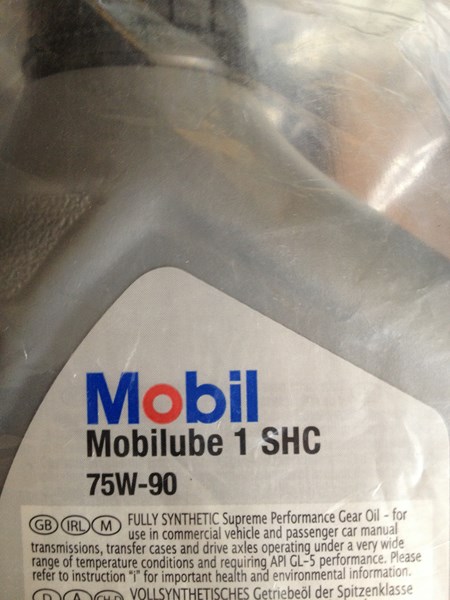 Mobil
Mobilube 1 SHC
75W-90
GB IRL M FULLY SYNTHETIC Supreme Performance Gear Oil - for
use in commercial vehicle and passenger car manual
transmissions, transfer cases and drive axles operating under a very wide
range of temperature conditions and requiring API GL-5 performance. Please
refer to instruction "i" for important health and environmental information.
D A CH-D VOLLSYNTHETISCHES Getriebeöl der Spitzenklasse